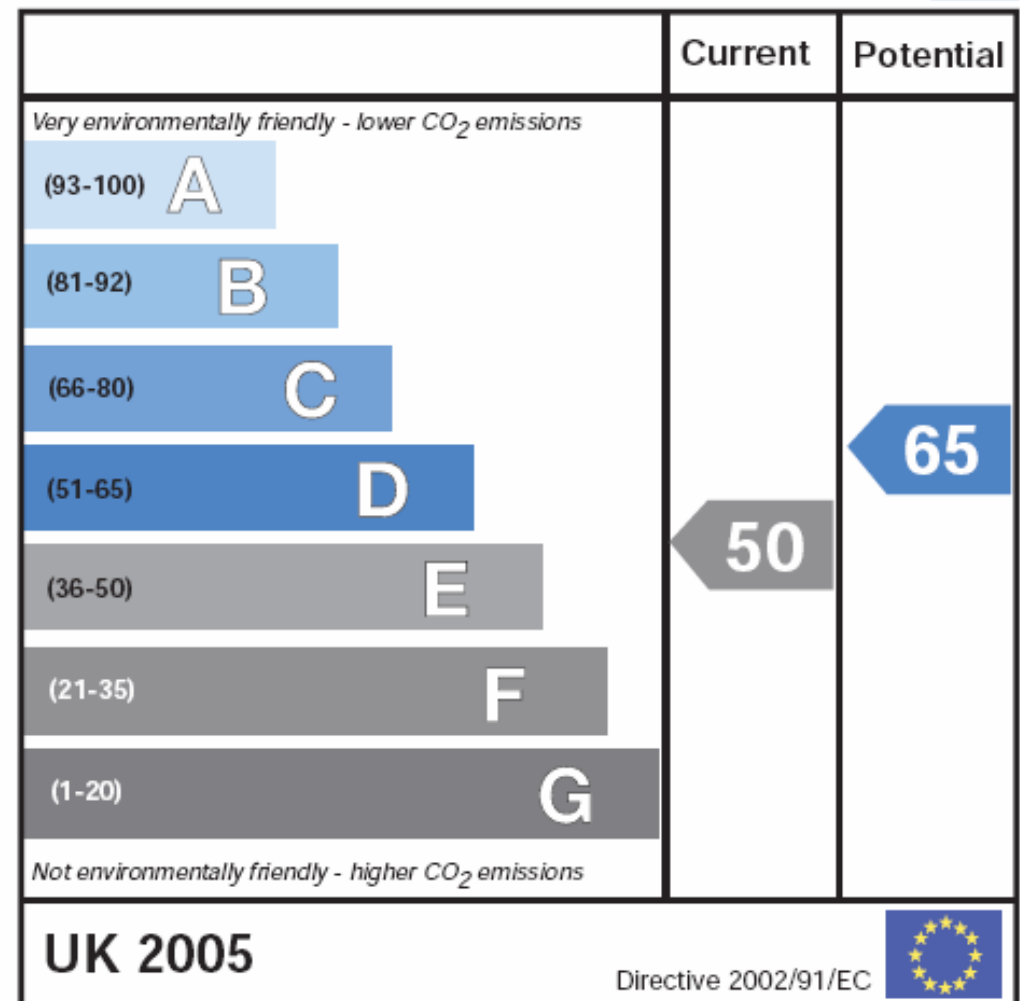 Current Potential
Very environmentally friendly - lower CO2 emissions
(93-100) A
(81-92) B
(66-80) C
(51-65) D
65
(36-50) E
50
(21-35) F
(1-20) G
Not environmentally friendly - higher CO2 emissions
UK 2005
Directive 2002/91/EC